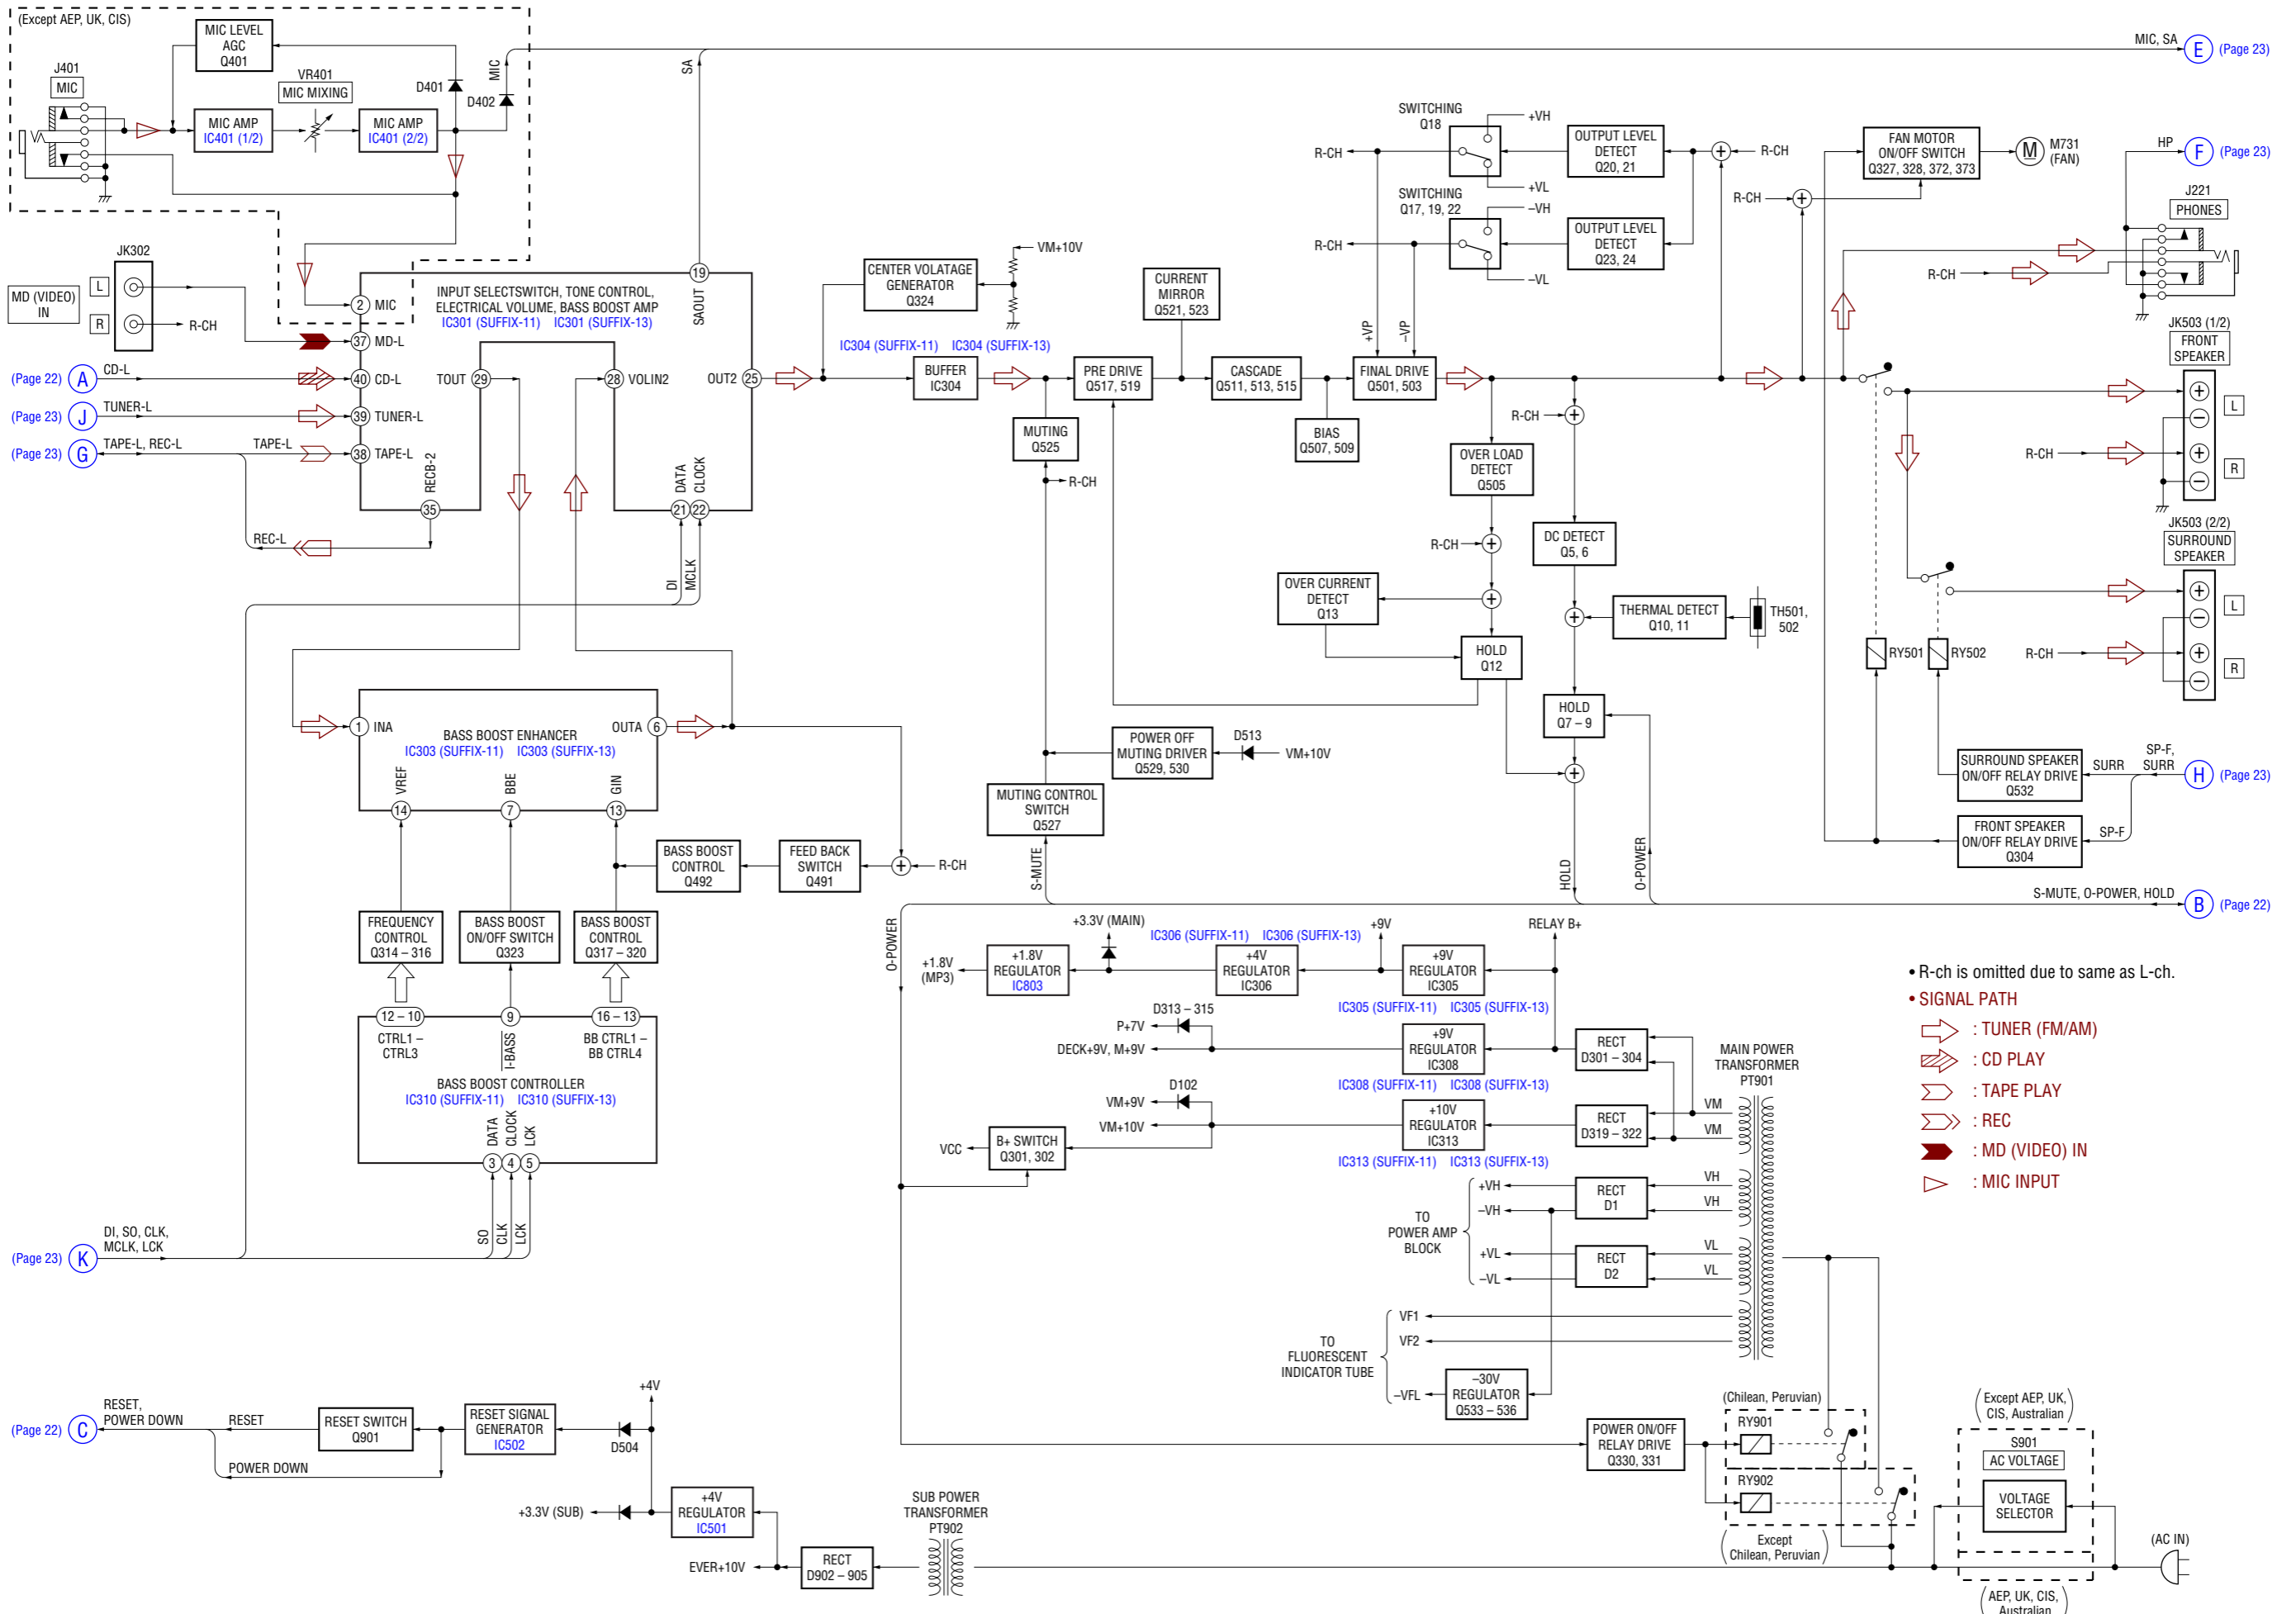 (Except AEP, UK, CIS)
J401
MIC
MIC LEVEL
AGC
Q401
VR401
MIC MIXING
MIC AMP
IC401 (1/2)
MIC AMP
IC401 (2/2)
D401
D402
MIC
SA
MIC, SA
E
(Page 23)
JK302
MD (VIDEO)
IN
L
R
R-CH
(Page 22)
A
CD-L
(Page 23)
J
TUNER-L
(Page 23)
G
TAPE-L, REC-L
TAPE-L
REC-L
INPUT SELECTSWITCH, TONE CONTROL,
ELECTRICAL VOLUME, BASS BOOST AMP
IC301 (SUFFIX-11) IC301 (SUFFIX-13)
2
MIC
37
MD-L
40
CD-L
39
TUNER-L
38
TAPE-L
RECB-2
35
TOUT
29
28
VOLIN2
19
SAOUT
OUT2
25
DATA
CLOCK
21
22
DI
MCLK
CENTER VOLATAGE
GENERATOR
Q324
VM+10V
IC304 (SUFFIX-11) IC304 (SUFFIX-13)
BUFFER
IC304
MUTING
Q525
R-CH
PRE DRIVE
Q517, 519
CURRENT
MIRROR
Q521, 523
CASCADE
Q511, 513, 515
BIAS
Q507, 509
FINAL DRIVE
Q501, 503
+VP
–VP
SWITCHING
Q18
+VH
+VL
R-CH
SWITCHING
Q17, 19, 22
–VH
–VL
R-CH
OUTPUT LEVEL
DETECT
Q20, 21
OUTPUT LEVEL
DETECT
Q23, 24
R-CH
R-CH
FAN MOTOR
ON/OFF SWITCH
Q327, 328, 372, 373
M
M731
(FAN)
HP
F
(Page 23)
J221
PHONES
R-CH
JK503 (1/2)
FRONT
SPEAKER
L
R-CH
R
JK503 (2/2)
SURROUND
SPEAKER
L
R-CH
R
R-CH
OVER LOAD
DETECT
Q505
R-CH
DC DETECT
Q5, 6
OVER CURRENT
DETECT
Q13
THERMAL DETECT
Q10, 11
TH501,
502
HOLD
Q12
HOLD
Q7 – 9
RY501
RY502
POWER OFF
MUTING DRIVER
Q529, 530
D513
VM+10V
MUTING CONTROL
SWITCH
Q527
SURROUND SPEAKER
ON/OFF RELAY DRIVE
Q532
SURR
SP-F,
SURR
H
(Page 23)
FRONT SPEAKER
ON/OFF RELAY DRIVE
Q304
SP-F
1
INA
BASS BOOST ENHANCER
IC303 (SUFFIX-11) IC303 (SUFFIX-13)
OUTA
6
VREF
14
BBE
7
GIN
13
BASS BOOST
CONTROL
Q492
FEED BACK
SWITCH
Q491
R-CH
S-MUTE
HOLD
O-POWER
S-MUTE, O-POWER, HOLD
B
(Page 22)
FREQUENCY
CONTROL
Q314 – 316
BASS BOOST
ON/OFF SWITCH
Q323
BASS BOOST
CONTROL
Q317 – 320
12 – 10
9
16 – 13
CTRL1 –
CTRL3
I-BASS
BB CTRL1 –
BB CTRL4
BASS BOOST CONTROLLER
IC310 (SUFFIX-11) IC310 (SUFFIX-13)
DATA
CLOCK
LCK
3
4
5
SO
CLK
LCK
DI, SO, CLK,
MCLK, LCK
(Page 23)
K
O-POWER
+3.3V (MAIN)
+1.8V
(MP3)
+1.8V
REGULATOR
IC803
IC306 (SUFFIX-11) IC306 (SUFFIX-13)
+4V
REGULATOR
IC306
+9V
+9V
REGULATOR
IC305
IC305 (SUFFIX-11) IC305 (SUFFIX-13)
RELAY B+
D313 – 315
P+7V
DECK+9V, M+9V
+9V
REGULATOR
IC308
IC308 (SUFFIX-11) IC308 (SUFFIX-13)
RECT
D301 – 304
MAIN POWER
TRANSFORMER
PT901
D102
VM+9V
VM+10V
+10V
REGULATOR
IC313
IC313 (SUFFIX-11) IC313 (SUFFIX-13)
RECT
D319 – 322
VM
VM
VCC
B+ SWITCH
Q301, 302
TO
POWER AMP
BLOCK
+VH
–VH
+VL
–VL
RECT
D1
VH
VH
RECT
D2
VL
VL
TO
FLUORESCENT
INDICATOR TUBE
VF1
VF2
–VFL
–30V
REGULATOR
Q533 – 536
• R-ch is omitted due to same as L-ch.
• SIGNAL PATH
: TUNER (FM/AM)
: CD PLAY
: TAPE PLAY
: REC
: MD (VIDEO) IN
: MIC INPUT
(Page 22)
C
RESET,
POWER DOWN
RESET
POWER DOWN
RESET SWITCH
Q901
RESET SIGNAL
GENERATOR
IC502
+4V
D504
+3.3V (SUB)
+4V
REGULATOR
IC501
EVER+10V
RECT
D902 – 905
SUB POWER
TRANSFORMER
PT902
POWER ON/OFF
RELAY DRIVE
Q330, 331
(Chilean, Peruvian)
RY901
RY902
(Except
Chilean, Peruvian)
(Except AEP, UK,
CIS, Australian)
S901
AC VOLTAGE
VOLTAGE
SELECTOR
(AC IN)
(AEP, UK, CIS,
Australian